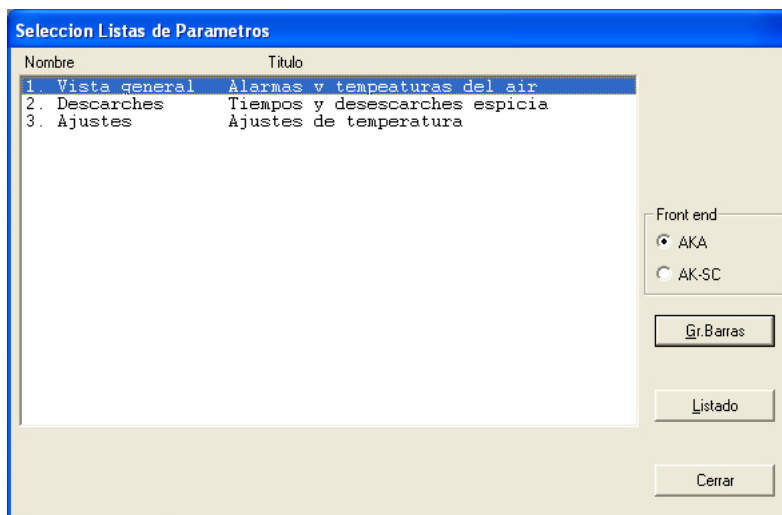 Seleccion Listas de Parametros
Nombre Titulo
1. Vista general Alarmas y tempeaturas del air
2. Descarches Tiempos y desescarches espicia
3. Ajustes Ajustes de temperatura
Front end
AKA
AK-SC
Gr.Barras
Listado
Cerrar